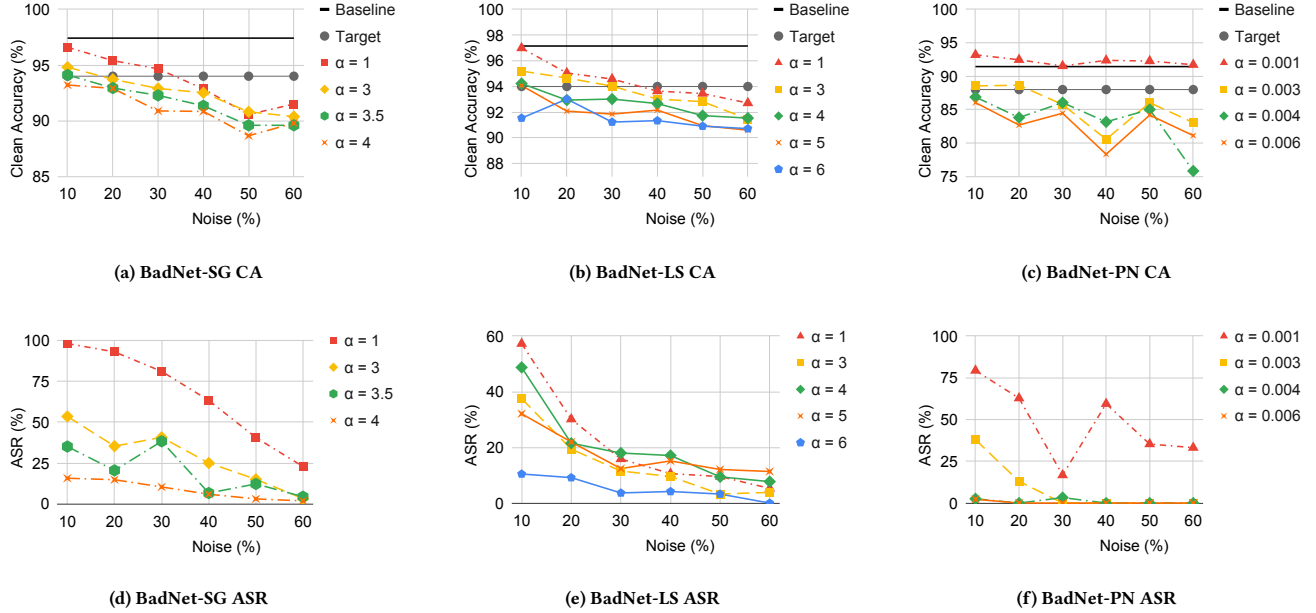 100
98
95
93
90
88
85
Clean Accuracy (%)
10 20 30 40 50 60
Noise (%)
Baseline
Target
α = 1
α = 3
α = 3.5
α = 4
(a) BadNet-SG CA
100
98
96
94
92
90
88
Clean Accuracy (%)
10 20 30 40 50 60
Noise (%)
Baseline
Target
α = 1
α = 3
α = 4
α = 5
α = 6
(b) BadNet-LS CA
100
95
90
85
80
75
Clean Accuracy (%)
10 20 30 40 50 60
Noise (%)
Baseline
Target
α = 0.001
α = 0.003
α = 0.004
α = 0.006
(c) BadNet-PN CA
100
75
50
25
0
ASR (%)
10 20 30 40 50 60
Noise (%)
α = 1
α = 3
α = 3.5
α = 4
(d) BadNet-SG ASR
60
40
20
0
ASR (%)
10 20 30 40 50 60
Noise (%)
α = 1
α = 3
α = 4
α = 5
α = 6
(e) BadNet-LS ASR
100
75
50
25
0
ASR (%)
10 20 30 40 50 60
Noise (%)
α = 0.001
α = 0.003
α = 0.004
α = 0.006
(f) BadNet-PN ASR